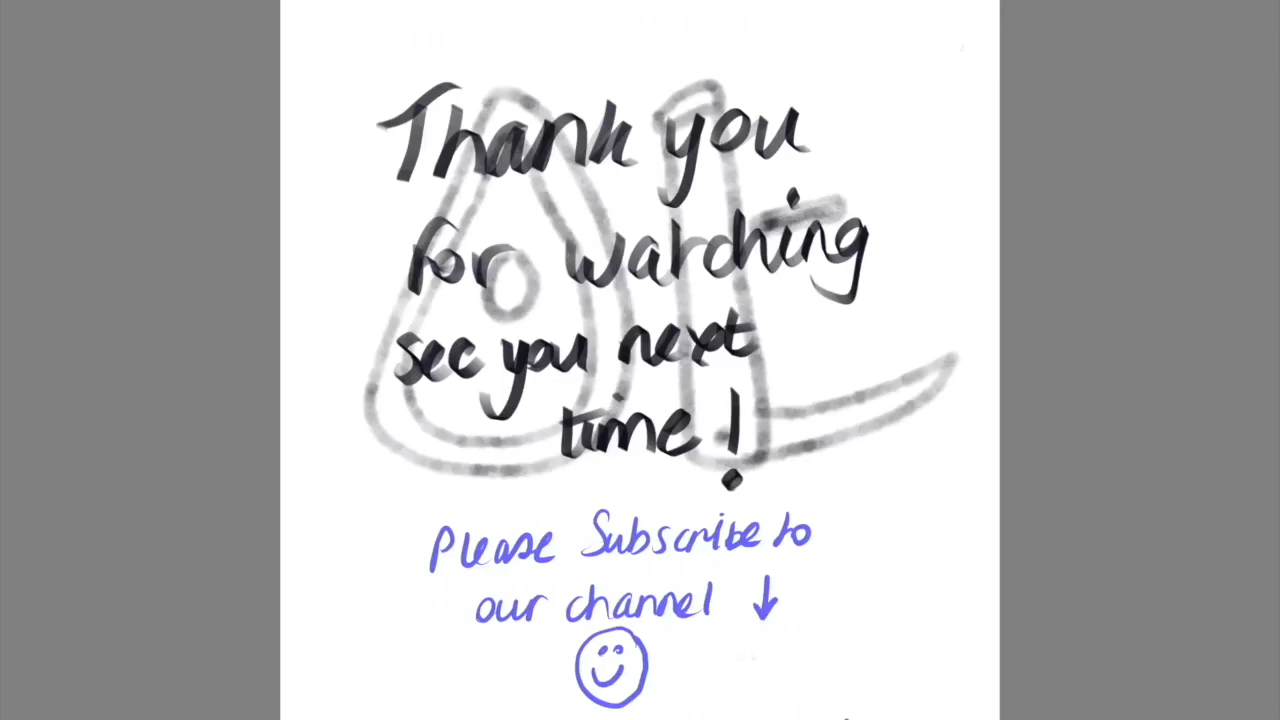 Thank you
for watching
see you next
time!
Please Subscribe to
our channel ↓